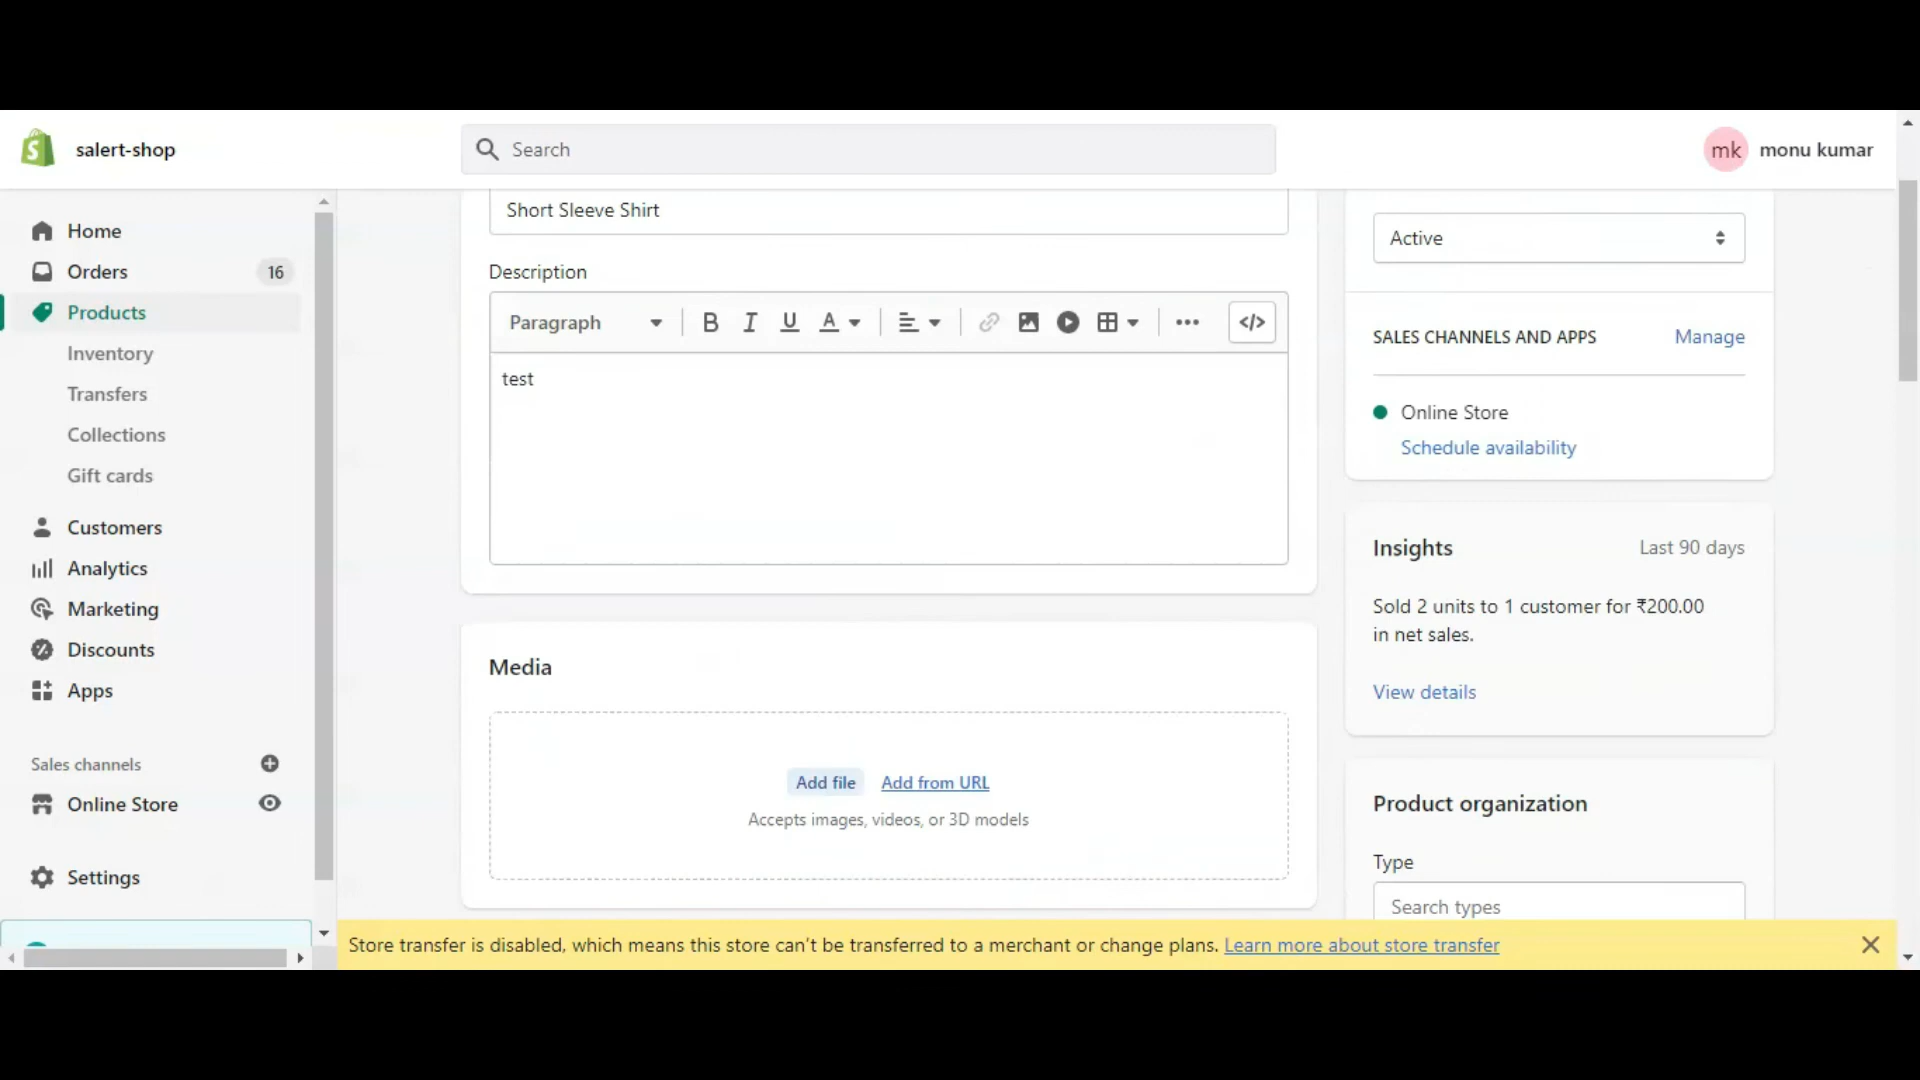 salert-shop
Search
mk monu kumar
Home
Orders 16
Products
Inventory
Transfers
Collections
Gift cards
Customers
Analytics
Marketing
Discounts
Apps
Sales channels
Online Store
Settings
Short Sleeve Shirt
Description
Paragraph B I U A </>
test
Media
Add file Add from URL
Accepts images, videos, or 3D models
Active
SALES CHANNELS AND APPS Manage
Online Store
Schedule availability
Insights Last 90 days
Sold 2 units to 1 customer for ₹200.00
in net sales.
View details
Product organization
Type
Search types
Store transfer is disabled, which means this store can't be transferred to a merchant or change plans. Learn more about store transfer